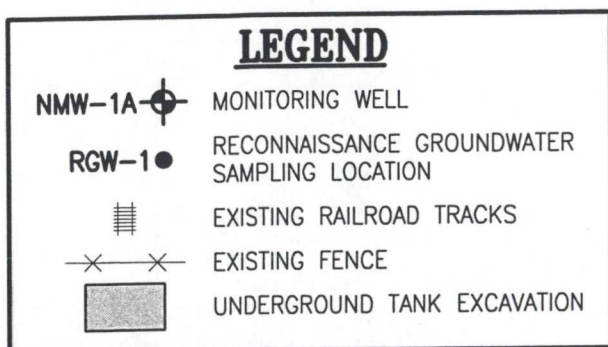 LEGEND
NMW-1A MONITORING WELL
RECONNAISSANCE GROUNDWATER
RGW-1 SAMPLING LOCATION
EXISTING RAILROAD TRACKS
EXISTING FENCE
UNDERGROUND TANK EXCAVATION